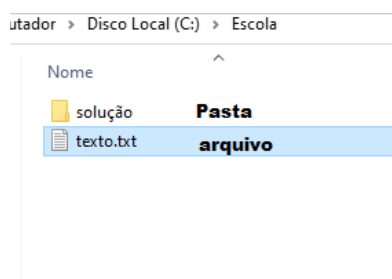 utador > Disco Local (C:) > Escola
Nome
solução Pasta
texto.txt arquivo